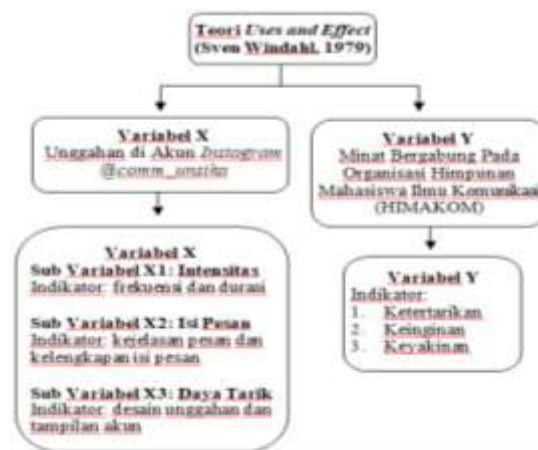 Teori Uses and Effect
(Sven Windahl, 1979)
Variabel X
Unggahan di Akun Instagram
@comm_unsika
Variabel Y
Minat Bergabung Pada
Organisasi Himpunan
Mahasiswa Ilmu Komunikasi
(HIMAKOM)
Variabel X
Sub Variabel X1: Intensitas
Indikator: frekuensi dan durasi
Sub Variabel X2: Isi Pesan
Indikator: kejelasan pesan dan
kelengkapan isi pesan
Sub Variabel X3: Daya Tarik
Indikator: desain unggahan dan
tampilan akun
Variabel Y
Indikator:
1. Ketertarikan
2. Keinginan
3. Keyakinan